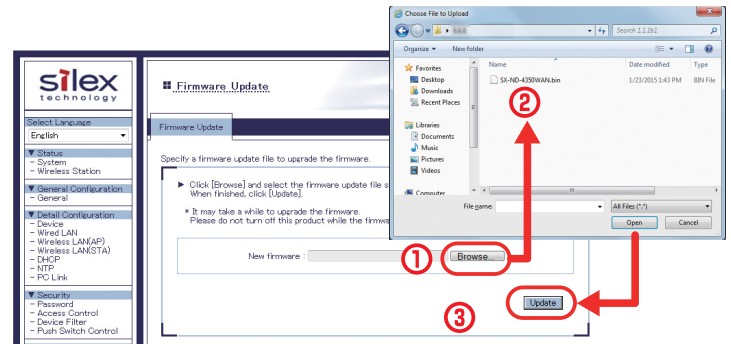 silex
technology
Select Language
English
▼ Status
- System
- Wireless Station
▼ General Configuration
- General
▼ Detail Configuration
- Device
- Wired LAN
- Wireless LAN(AP)
- Wireless LAN(STA)
- DHCP
- NTP
- PC Link
▼ Security
- Password
- Access Control
- Device Filter
- Push Switch Control
Firmware Update
Firmware Update
Specify a firmware update file to upgrade the firmware.
▶ Click [Browse] and select the firmware update file s
When finished, click [Update].
* It may take a while to upgrade the firmware.
Please do not turn off this product while the firmwa
New firmware :
① Browse...
③ Update
Choose File to Upload
Search 1.1.1b1
Organize ▼ New folder
Favorites
Desktop
Downloads
Recent Places
Libraries
Documents
Music
Pictures
Videos
Computer
Name Date modified Type
SX-ND-4350WAN.bin 1/23/2015 1:43 PM BIN File
②
File name: All Files (*.*)
Open Cancel